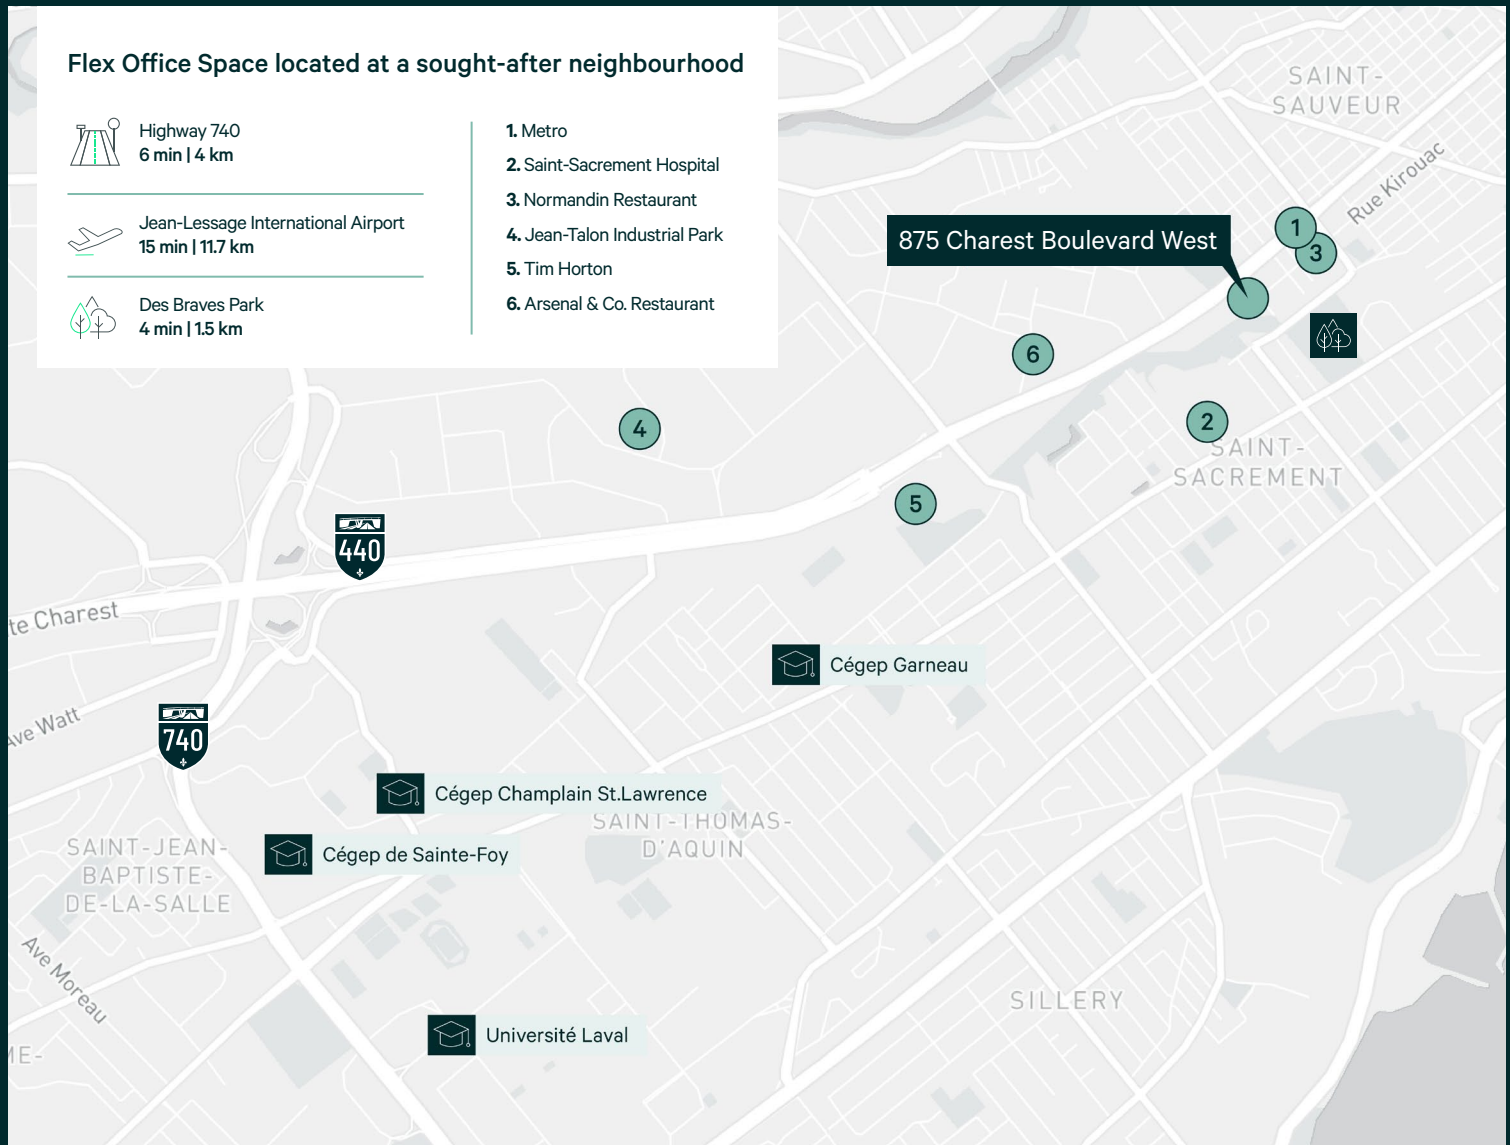 Flex Office Space located at a sought-after neighbourhood
Highway 740
6 min | 4 km
Jean-Lessage International Airport
15 min | 11.7 km
Des Braves Park
4 min | 1.5 km
1. Metro
2. Saint-Sacrement Hospital
3. Normandin Restaurant
4. Jean-Talon Industrial Park
5. Tim Horton
6. Arsenal & Co. Restaurant
SAINT-
SAUVEUR
Rue Kirouac
875 Charest Boulevard West
1
3
6
2
4
SAINT-
SACREMENT
5
440
te Charest
Cégep Garneau
Ave Watt
740
Cégep Champlain St.Lawrence
SAINT-THOMAS-
D'AQUIN
Cégep de Sainte-Foy
SAINT-JEAN-
BAPTISTE-
DE-LA-SALLE
Ave Moreau
SILLERY
Université Laval
ME-